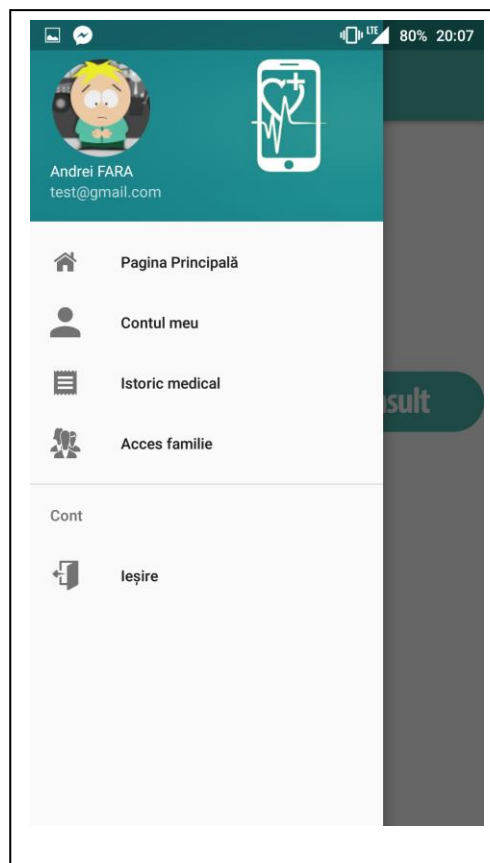 LTE 80% 20:07
Andrei FARA
test@gmail.com
Pagina Principală
Contul meu
Istoric medical
sult
Acces familie
Cont
Ieșire